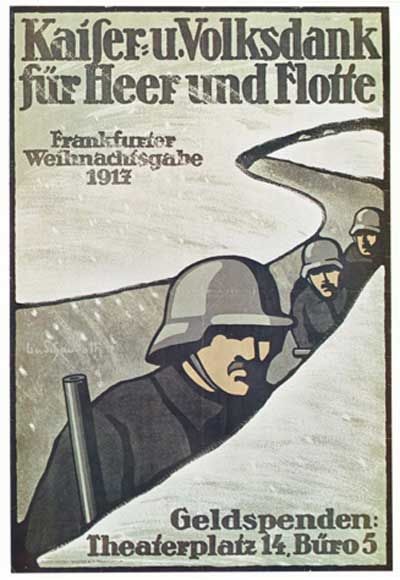 Kaiser= u. Volksdank
für Heer und Flotte
Frankfurter
Weihnachtsgabe
1917
Geldspenden:
Theaterplatz 14, Büro 5